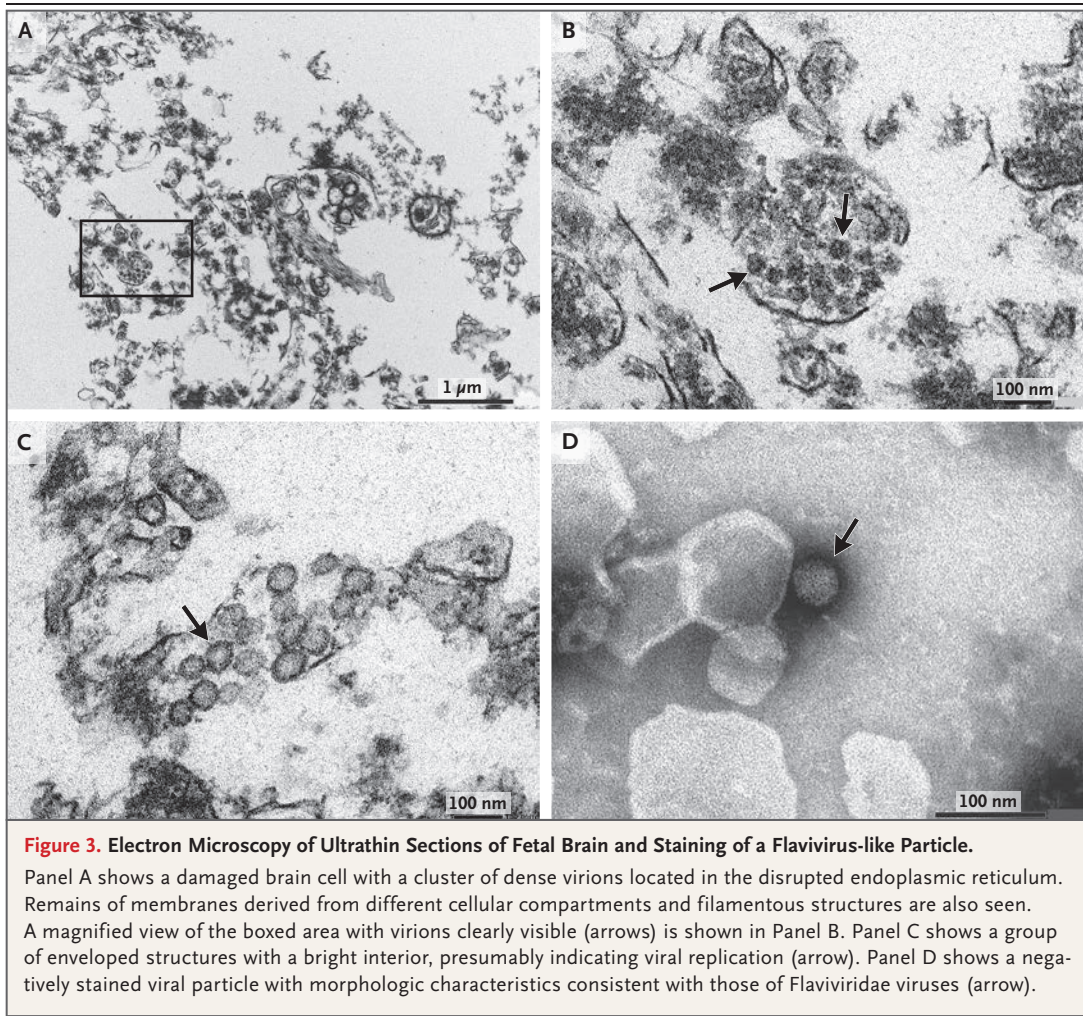 A
B
1 µm
100 nm
C
D
100 nm
100 nm
Figure 3. Electron Microscopy of Ultrathin Sections of Fetal Brain and Staining of a Flavivirus-like Particle.
Panel A shows a damaged brain cell with a cluster of dense virions located in the disrupted endoplasmic reticulum.
Remains of membranes derived from different cellular compartments and filamentous structures are also seen.
A magnified view of the boxed area with virions clearly visible (arrows) is shown in Panel B. Panel C shows a group
of enveloped structures with a bright interior, presumably indicating viral replication (arrow). Panel D shows a nega-
tively stained viral particle with morphologic characteristics consistent with those of Flaviviridae viruses (arrow).